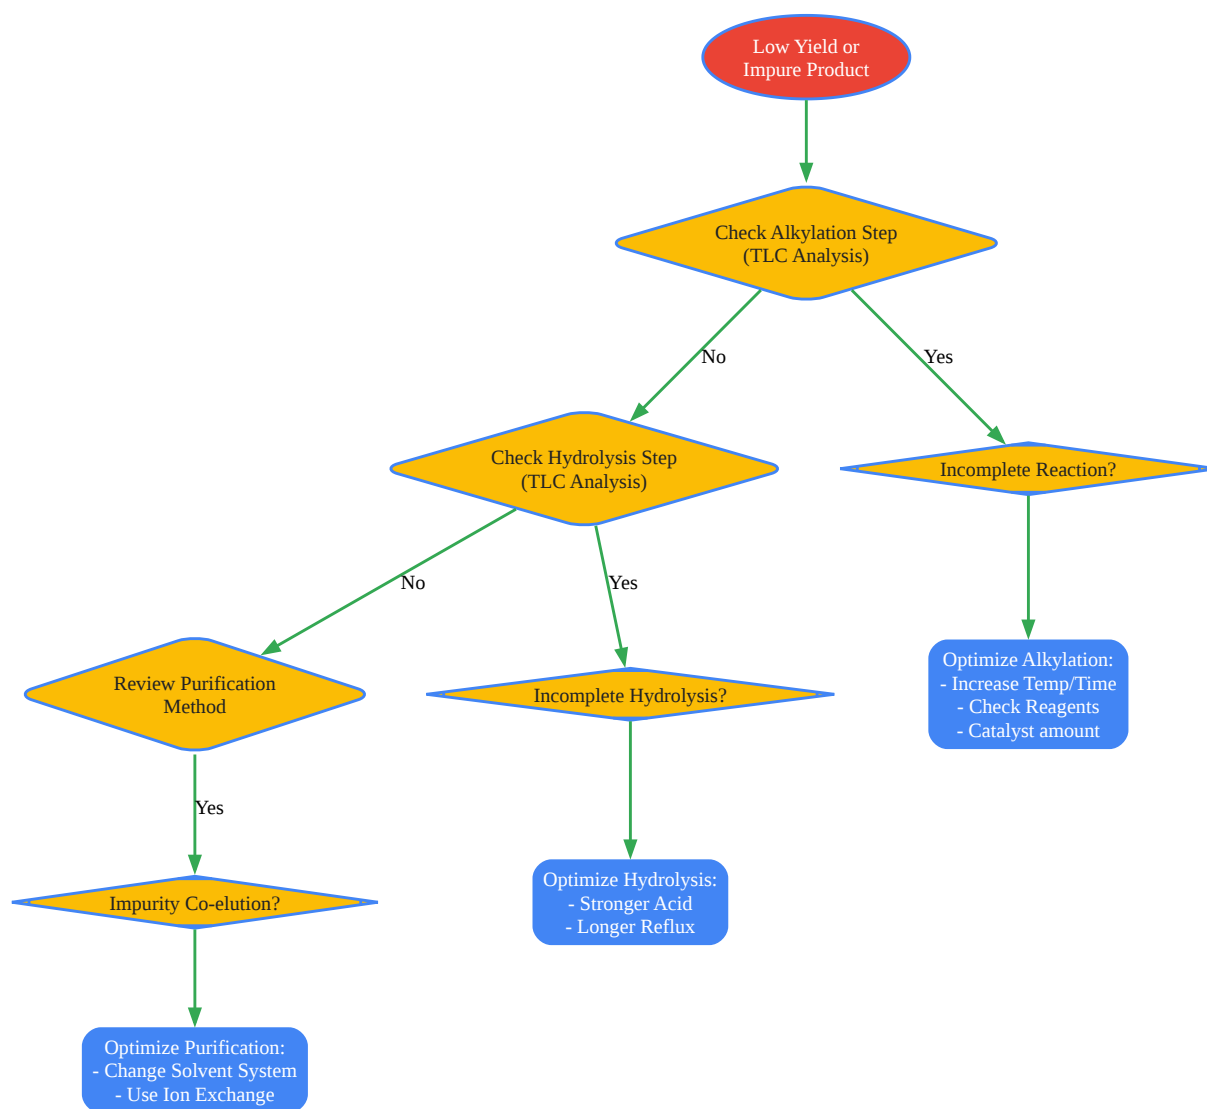 Low Yield or
Impure Product
Check Alkylation Step
(TLC Analysis)
No
Yes
Check Hydrolysis Step
(TLC Analysis)
Incomplete Reaction?
No
Yes
Optimize Alkylation:
- Increase Temp/Time
- Check Reagents
- Catalyst amount
Review Purification
Method
Incomplete Hydrolysis?
Yes
Optimize Hydrolysis:
- Stronger Acid
- Longer Reflux
Impurity Co-elution?
Optimize Purification:
- Change Solvent System
- Use Ion Exchange